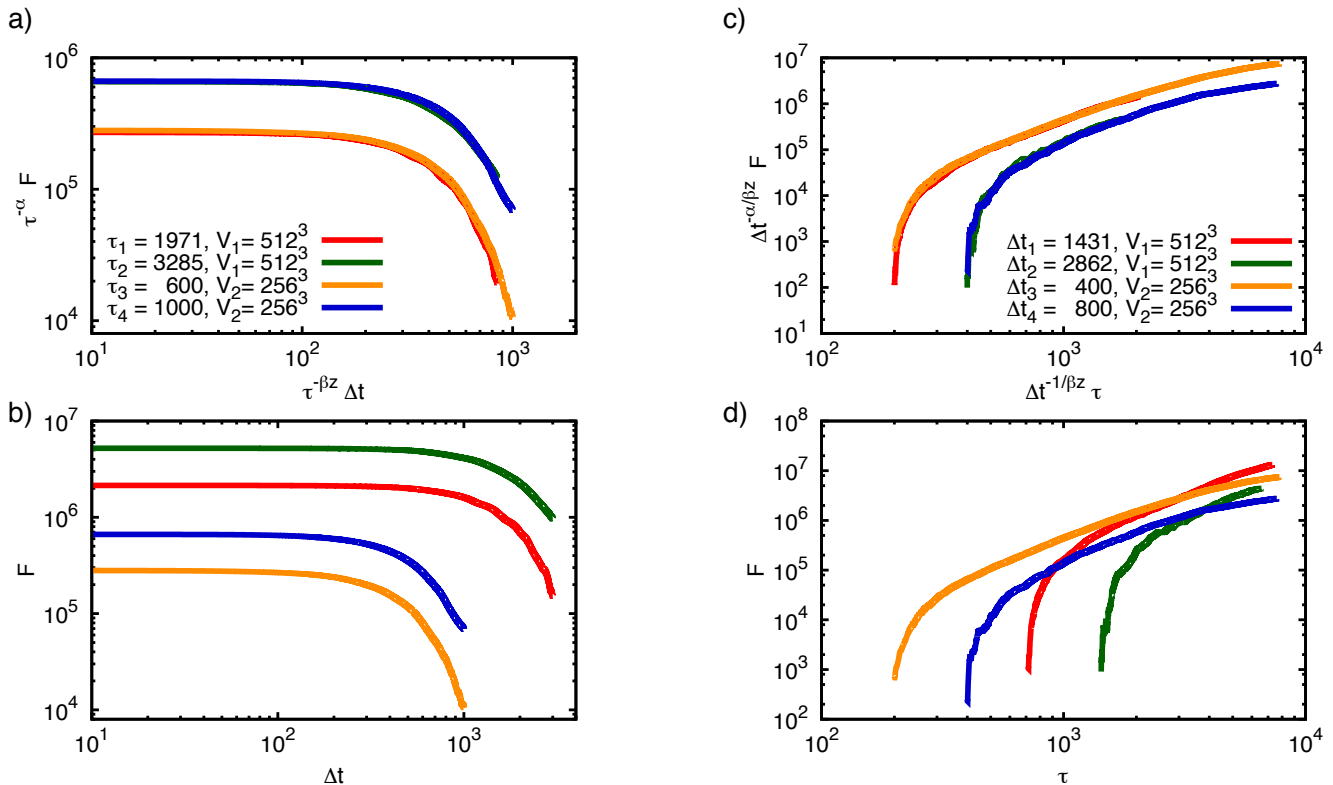 a)
τ^-α F
10^6
10^5
10^4
τ1 = 1971, V1= 512^3
τ2 = 3285, V1= 512^3
τ3 = 600, V2= 256^3
τ4 = 1000, V2= 256^3
10^1 10^2 10^3
τ^-βz Δt
b)
F
10^7
10^6
10^5
10^4
10^1 10^2 10^3
Δt
c)
Δt^-α/βz F
10^7
10^6
10^5
10^4
10^3
10^2
10^1
Δt1 = 1431, V1= 512^3
Δt2 = 2862, V1= 512^3
Δt3 = 400, V2= 256^3
Δt4 = 800, V2= 256^3
10^2 10^3 10^4
Δt^-1/βz τ
d)
F
10^8
10^7
10^6
10^5
10^4
10^3
10^2
10^2 10^3 10^4
τ